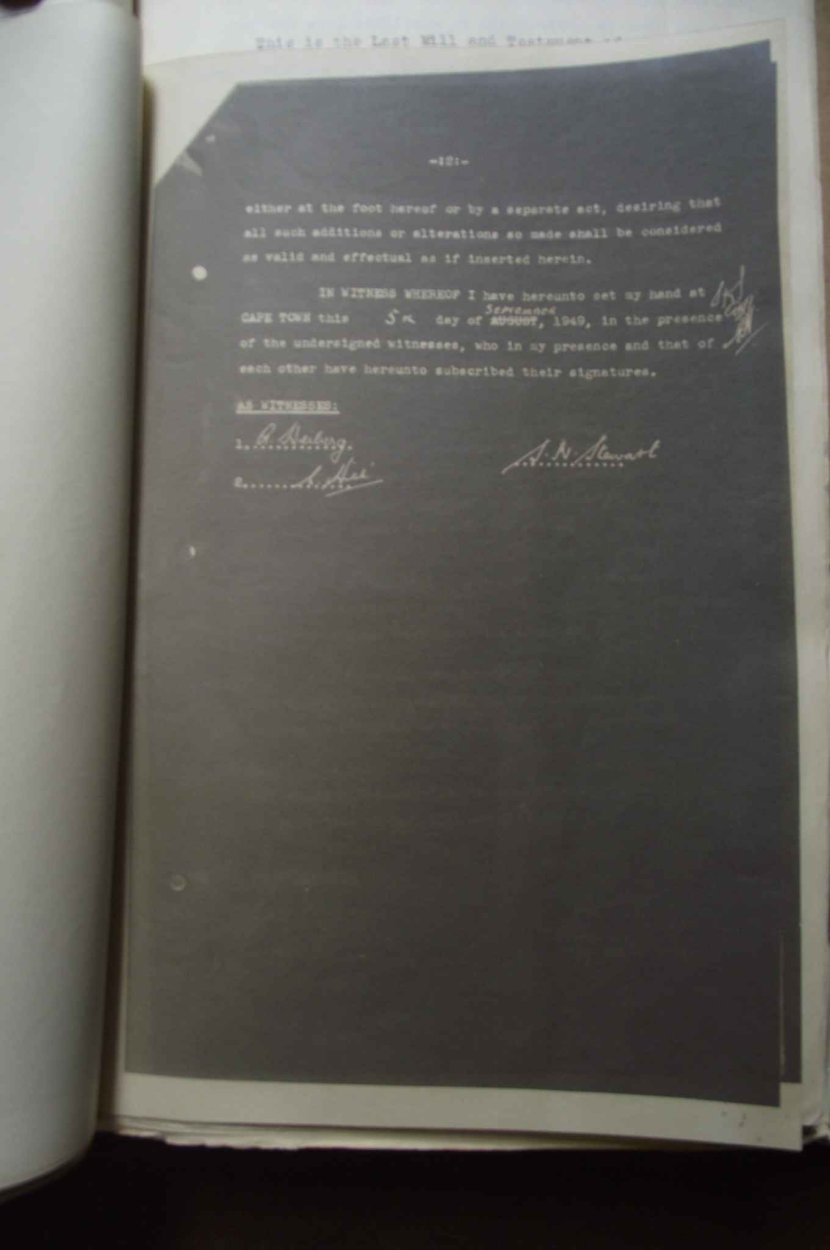 This is the Last Will and Testament of
-12:-
either at the foot hereof or by a separate act, desiring that
all such additions or alterations so made shall be considered
as valid and effectual as if inserted herein.
IN WITNESS WHEREOF I have hereunto set my hand at
September
CAPE TOWN this 5th day of AUGUST, 1949, in the presence
of the undersigned witnesses, who in my presence and that of
each other have hereunto subscribed their signatures.
AS WITNESSES:
1.
S. H. Stewart
2.